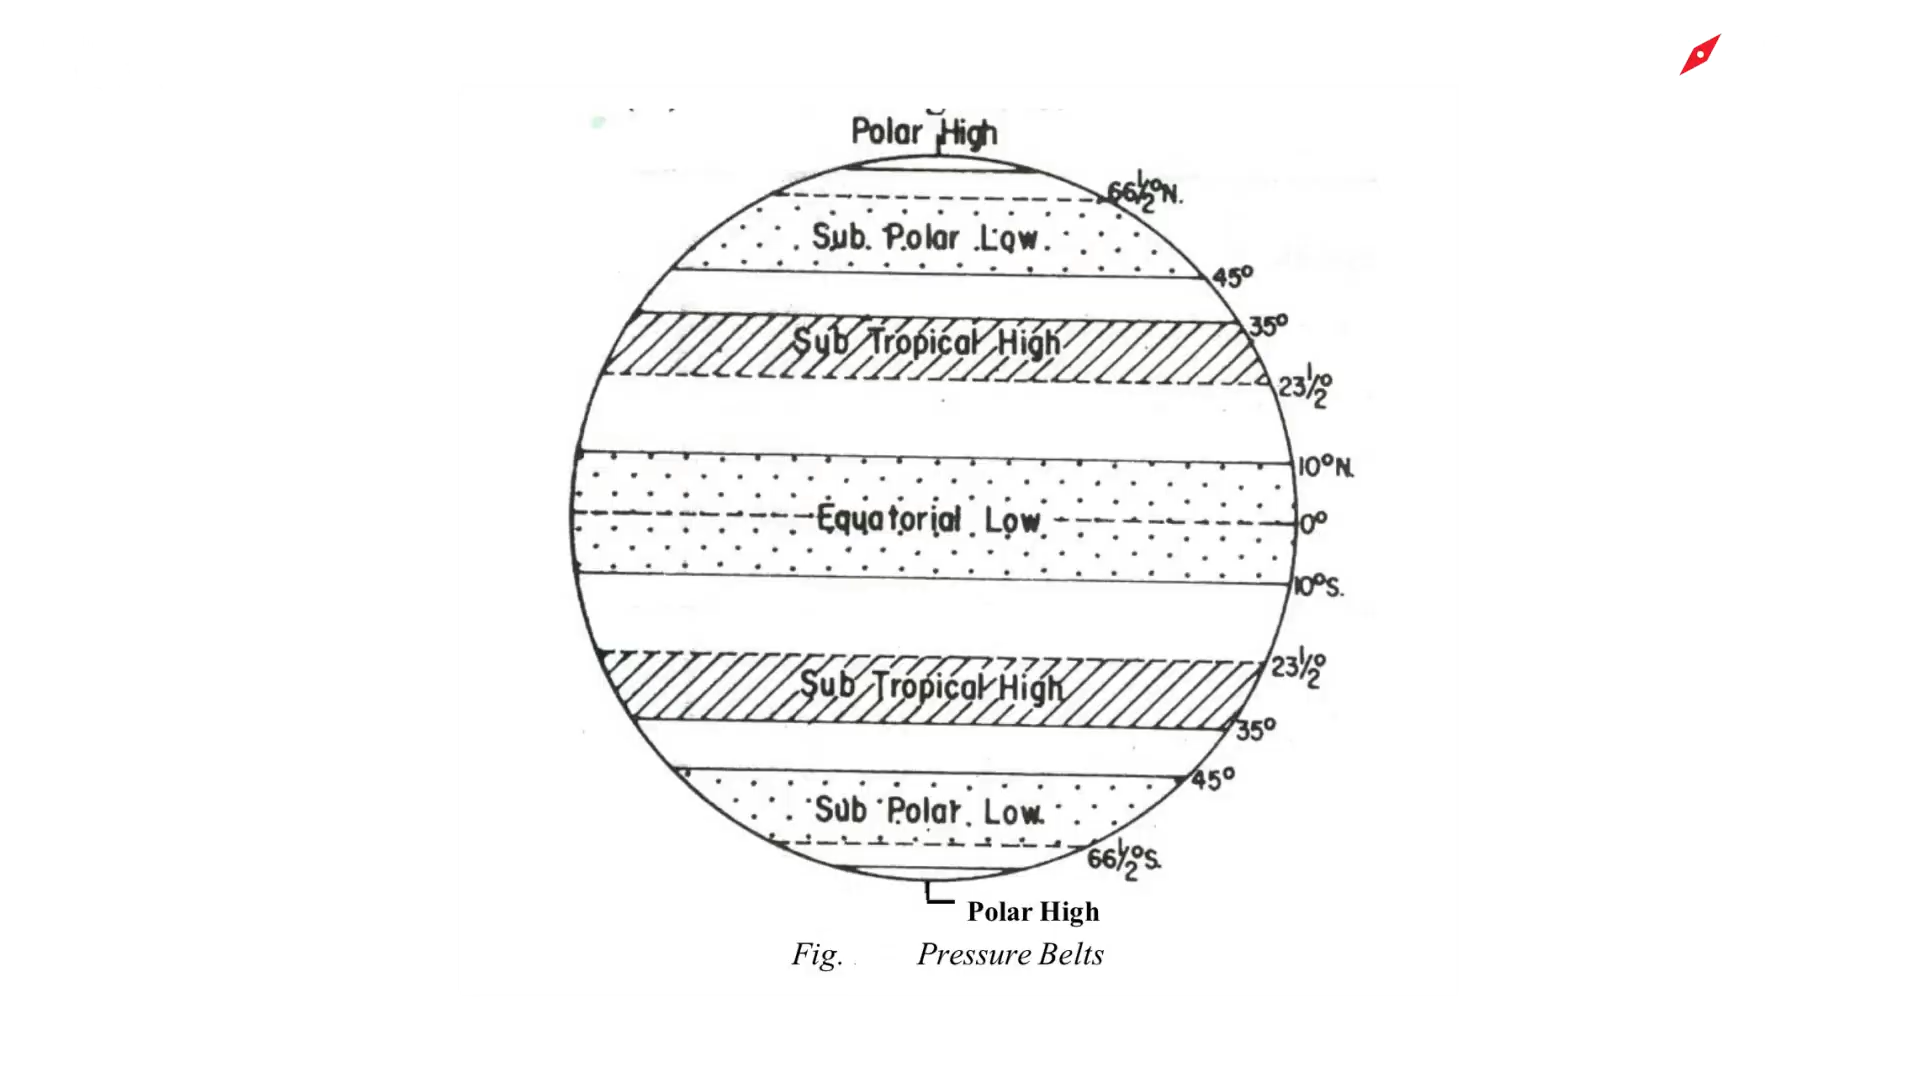 Polar High
66½°N.
Sub. Polar Low.
45°
35°
Sub Tropical High
23½°
10°N.
Equatorial Low
0°
10°S.
23½°
Sub Tropical High
35°
45°
Sub Polar Low.
66½°S.
Polar High
Fig. Pressure Belts